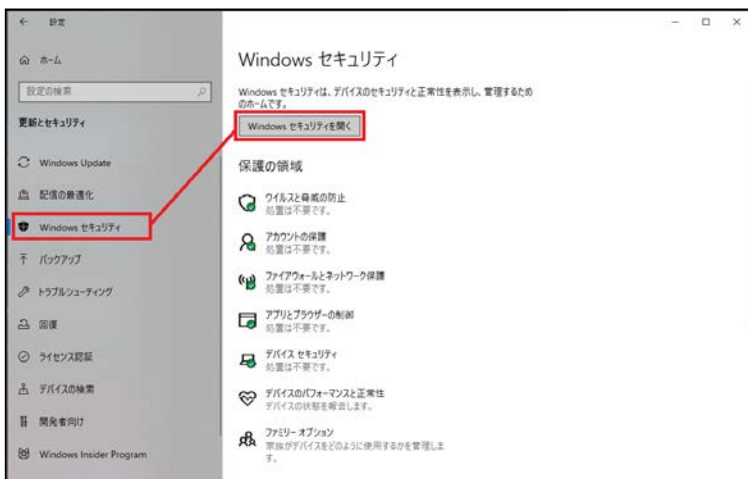 設定
ホーム
設定の検索
更新とセキュリティ
Windows Update
配信の最適化
Windows セキュリティ
バックアップ
トラブルシューティング
回復
ライセンス認証
デバイスの検索
開発者向け
Windows Insider Program
Windows セキュリティ
Windows セキュリティは、デバイスのセキュリティと正常性を表示し、管理するため
のホームです。
Windows セキュリティを開く
保護の領域
ウイルスと脅威の防止
処置は不要です。
アカウントの保護
処置は不要です。
ファイアウォールとネットワーク保護
処置は不要です。
アプリとブラウザーの制御
処置は不要です。
デバイス セキュリティ
処置は不要です。
デバイスのパフォーマンスと正常性
デバイスの状態を報告します。
ファミリー オプション
家族がデバイスをどのように使用するかを管理しま
す。